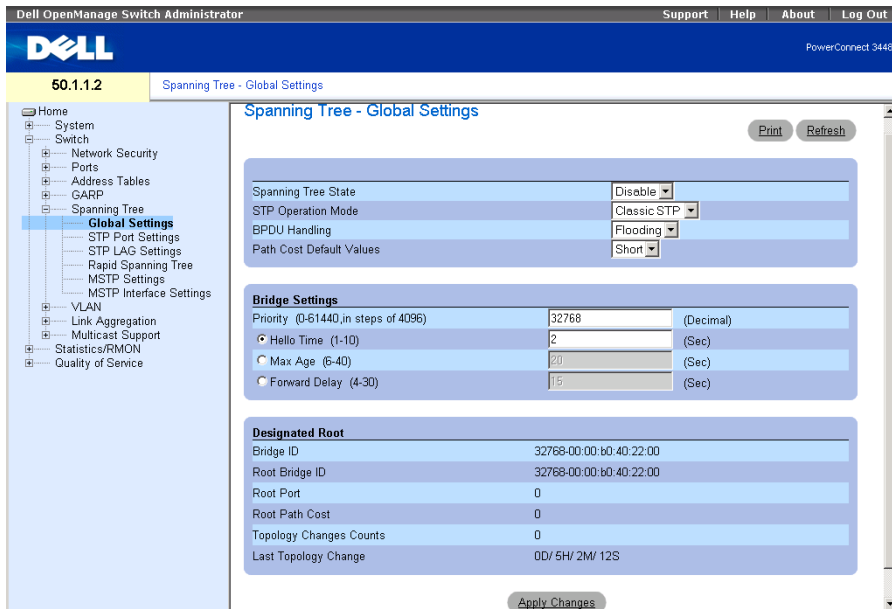 Dell OpenManage Switch Administrator Support Help About Log Out
DELL
PowerConnect 3448
50.1.1.2
Spanning Tree - Global Settings
Home
System
Switch
Network Security
Ports
Address Tables
GARP
Spanning Tree
Global Settings
STP Port Settings
STP LAG Settings
Rapid Spanning Tree
MSTP Settings
MSTP Interface Settings
VLAN
Link Aggregation
Multicast Support
Statistics/RMON
Quality of Service
Spanning Tree - Global Settings
Print Refresh
Spanning Tree State Disable
STP Operation Mode Classic STP
BPDU Handling Flooding
Path Cost Default Values Short
Bridge Settings
Priority (0-61440,in steps of 4096) 32768 (Decimal)
Hello Time (1-10) 2 (Sec)
Max Age (6-40) 20 (Sec)
Forward Delay (4-30) 15 (Sec)
Designated Root
Bridge ID 32768-00:00:b0:40:22:00
Root Bridge ID 32768-00:00:b0:40:22:00
Root Port 0
Root Path Cost 0
Topology Changes Counts 0
Last Topology Change 0D/ 5H/ 2M/ 12S
Apply Changes